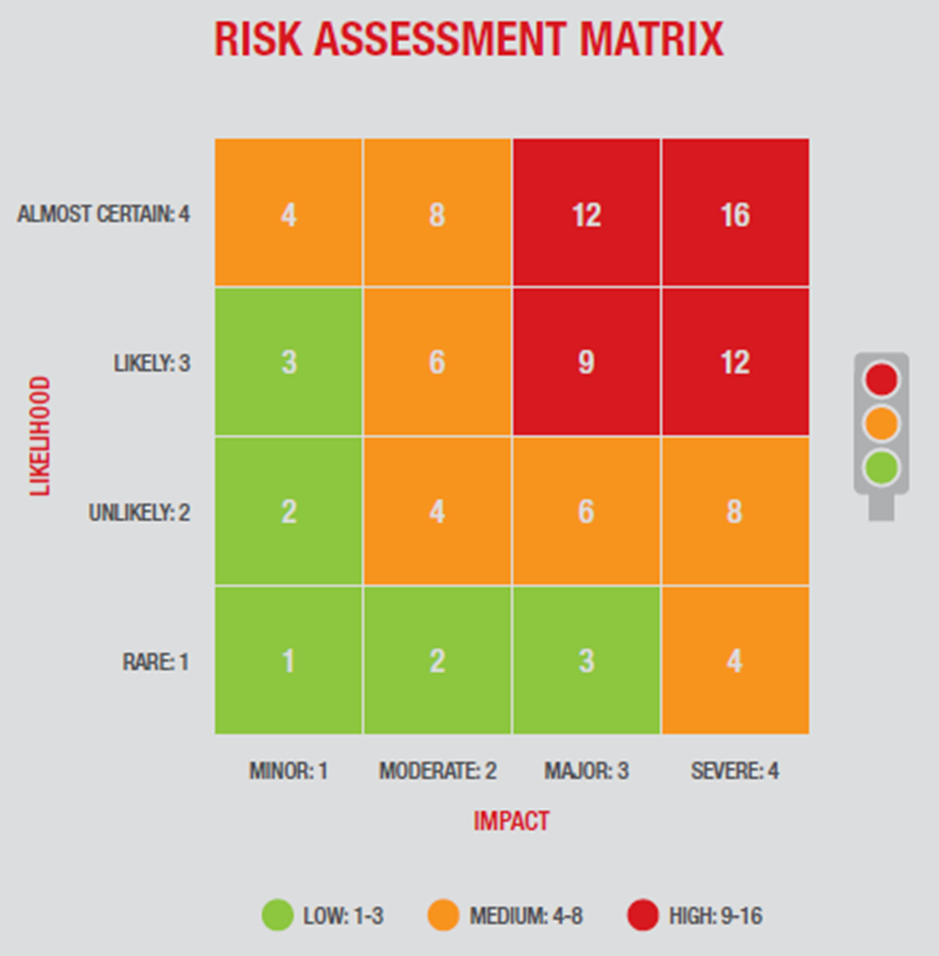 RISK ASSESSMENT MATRIX
ALMOST CERTAIN: 4
4 8 12 16
LIKELY: 3
3 6 9 12
LIKELIHOOD
UNLIKELY: 2
2 4 6 8
RARE: 1
1 2 3 4
MINOR: 1 MODERATE: 2 MAJOR: 3 SEVERE: 4
IMPACT
LOW: 1-3 MEDIUM: 4-8 HIGH: 9-16